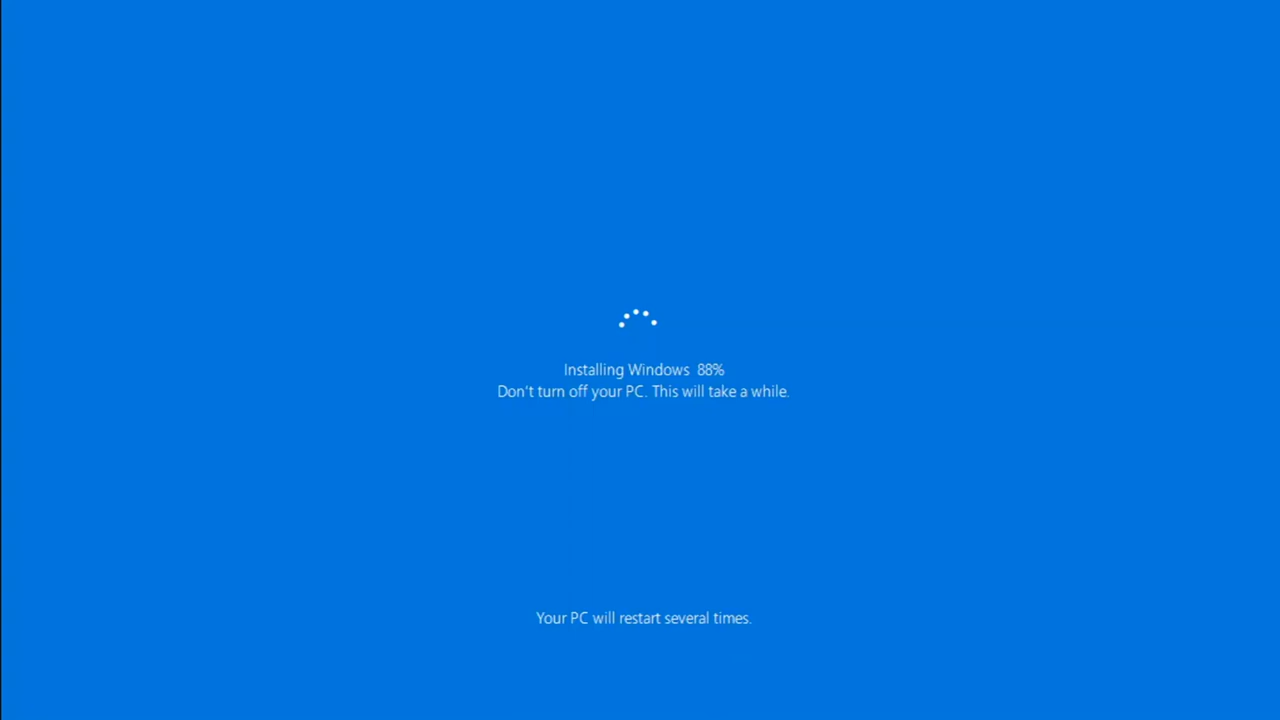 Installing Windows  88%
Don't turn off your PC. This will take a while.
Your PC will restart several times.